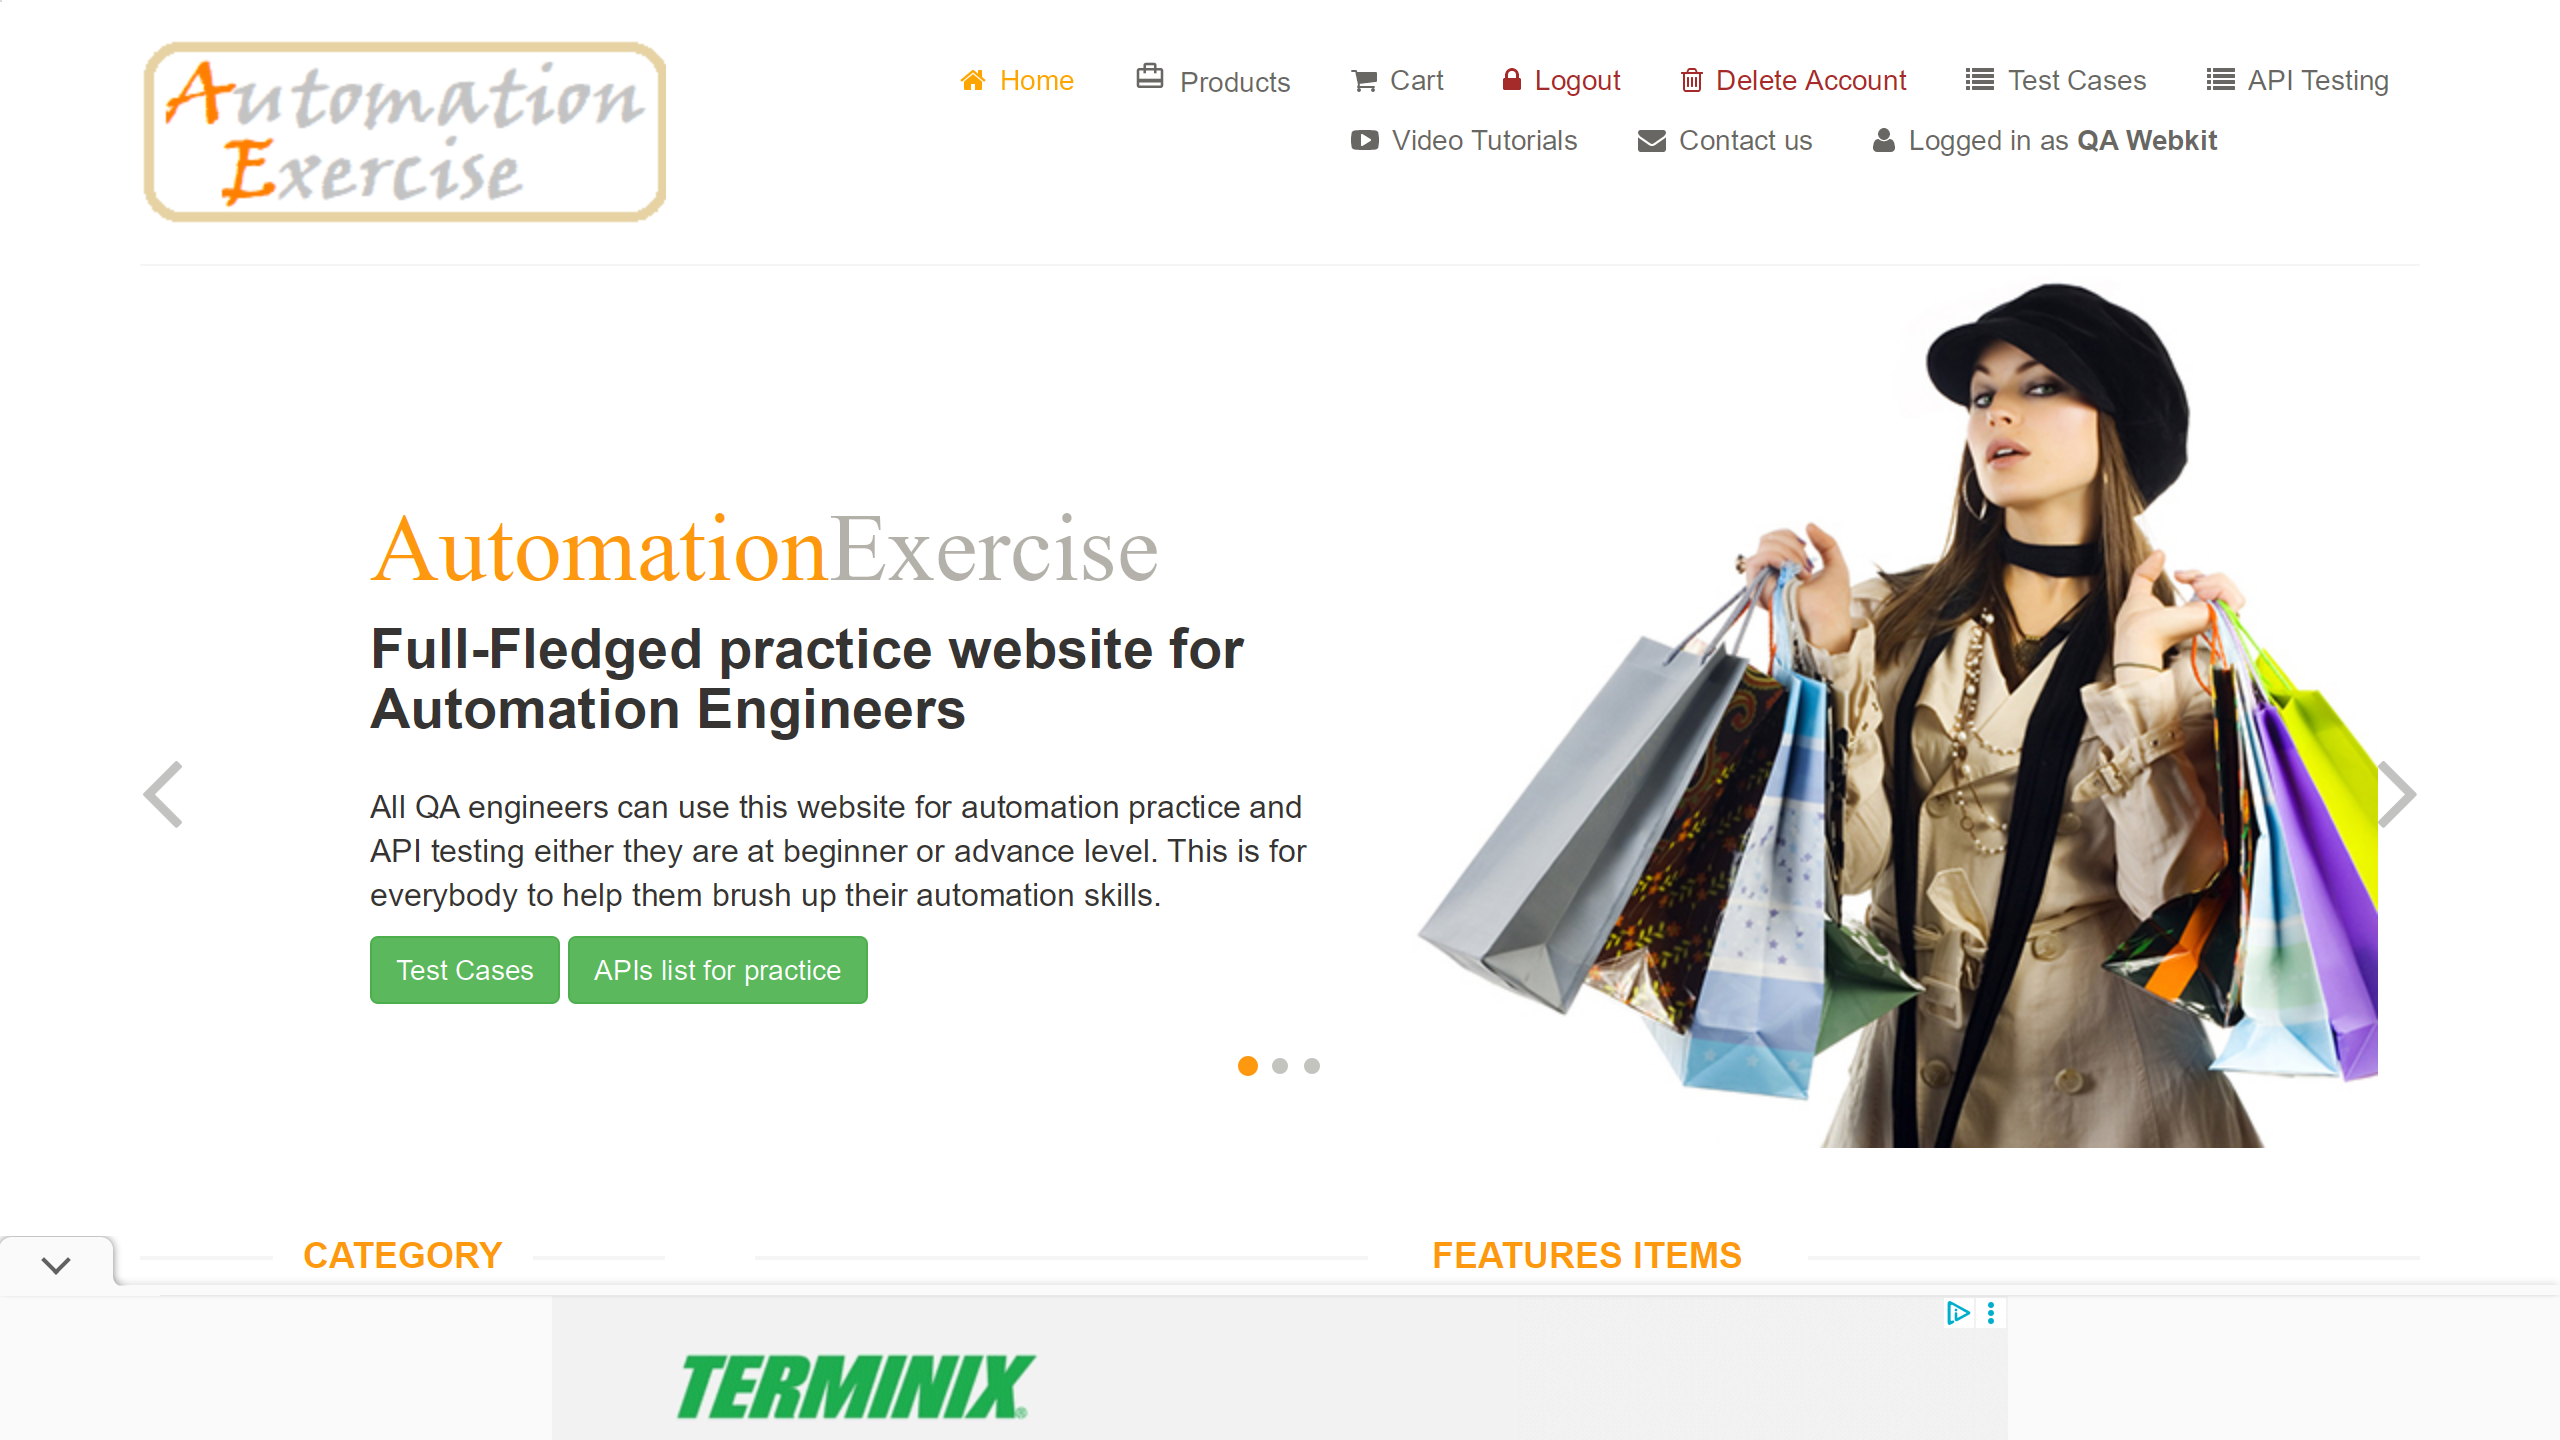 Automation
Exercise
Home
Products
Cart
Logout
Delete Account
Test Cases
API Testing
Video Tutorials
Contact us
Logged in as QA Webkit
AutomationExercise
Full-Fledged practice website for
Automation Engineers
All QA engineers can use this website for automation practice and
API testing either they are at beginner or advance level. This is for
everybody to help them brush up their automation skills.
Test Cases
APIs list for practice
CATEGORY
FEATURES ITEMS
TERMINIX®